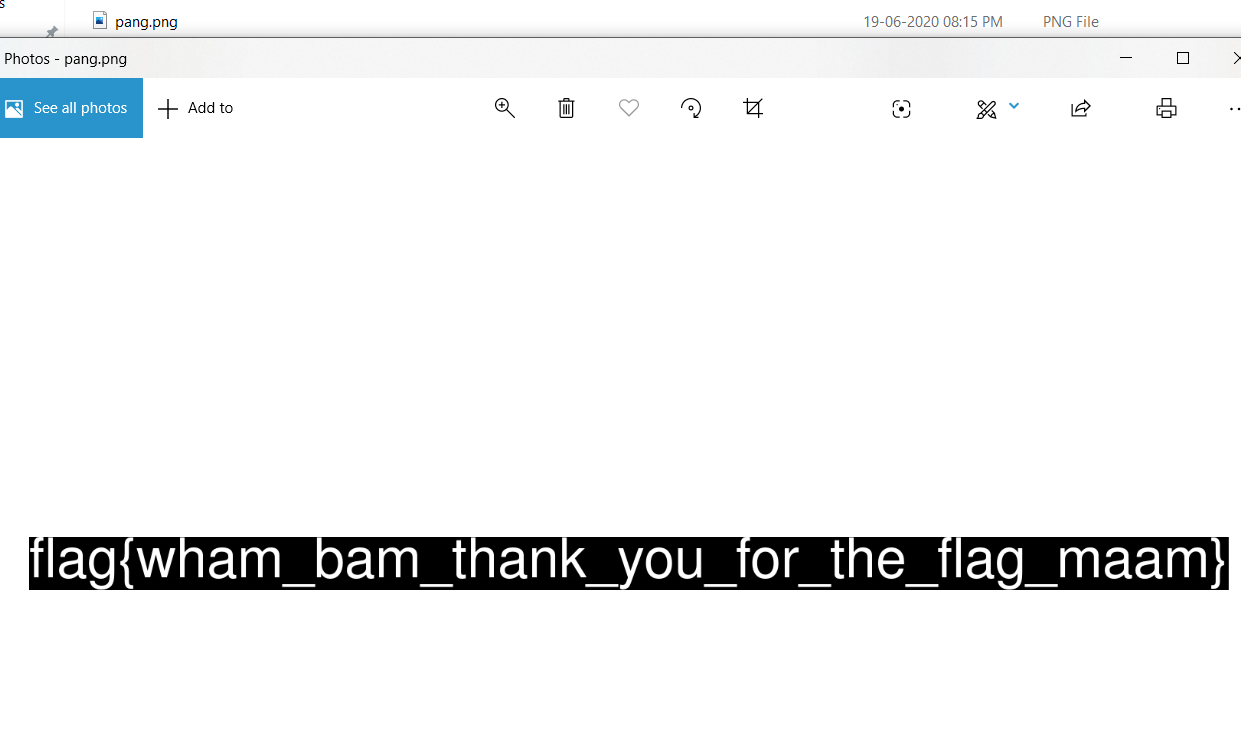 s
pang.png 19-06-2020 08:15 PM PNG File
Photos - pang.png
See all photos Add to
flag{wham_bam_thank_you_for_the_flag_maam}